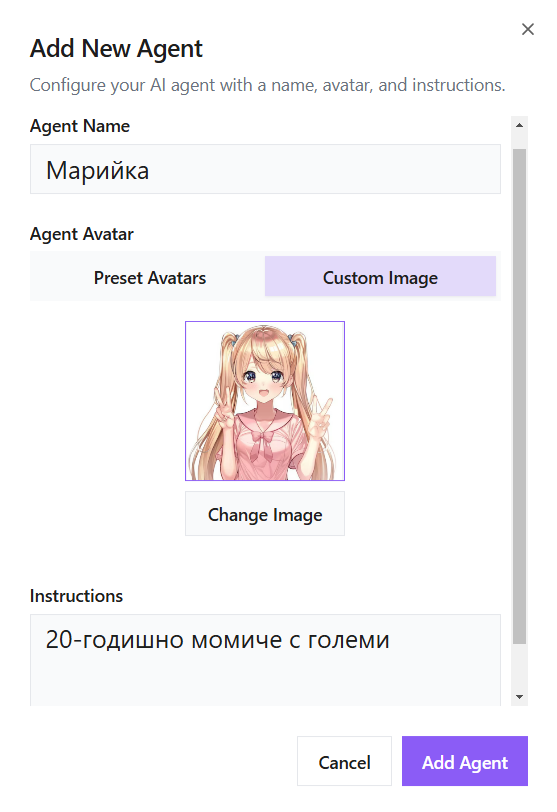 Add New Agent
Configure your AI agent with a name, avatar, and instructions.
Agent Name
Марийка
Agent Avatar
Preset Avatars
Custom Image
Change Image
Instructions
20-годишно момиче с големи
Cancel
Add Agent